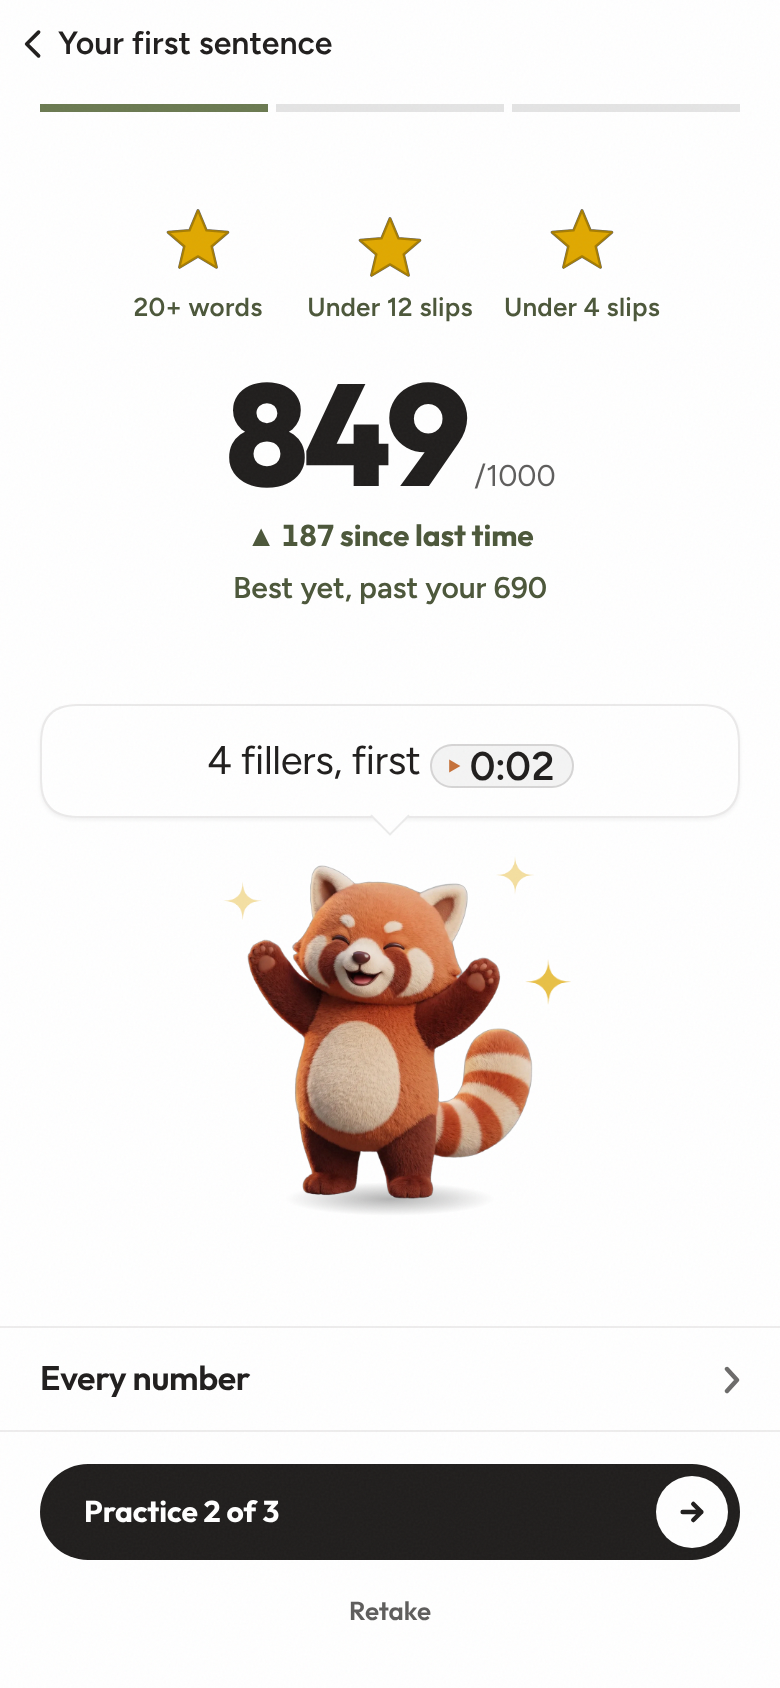 Your first sentence
20+ words
Under 12 slips
Under 4 slips
849 /1000
▲ 187 since last time
Best yet, past your 690
4 fillers, first ▶ 0:02
Every number
Practice 2 of 3
Retake